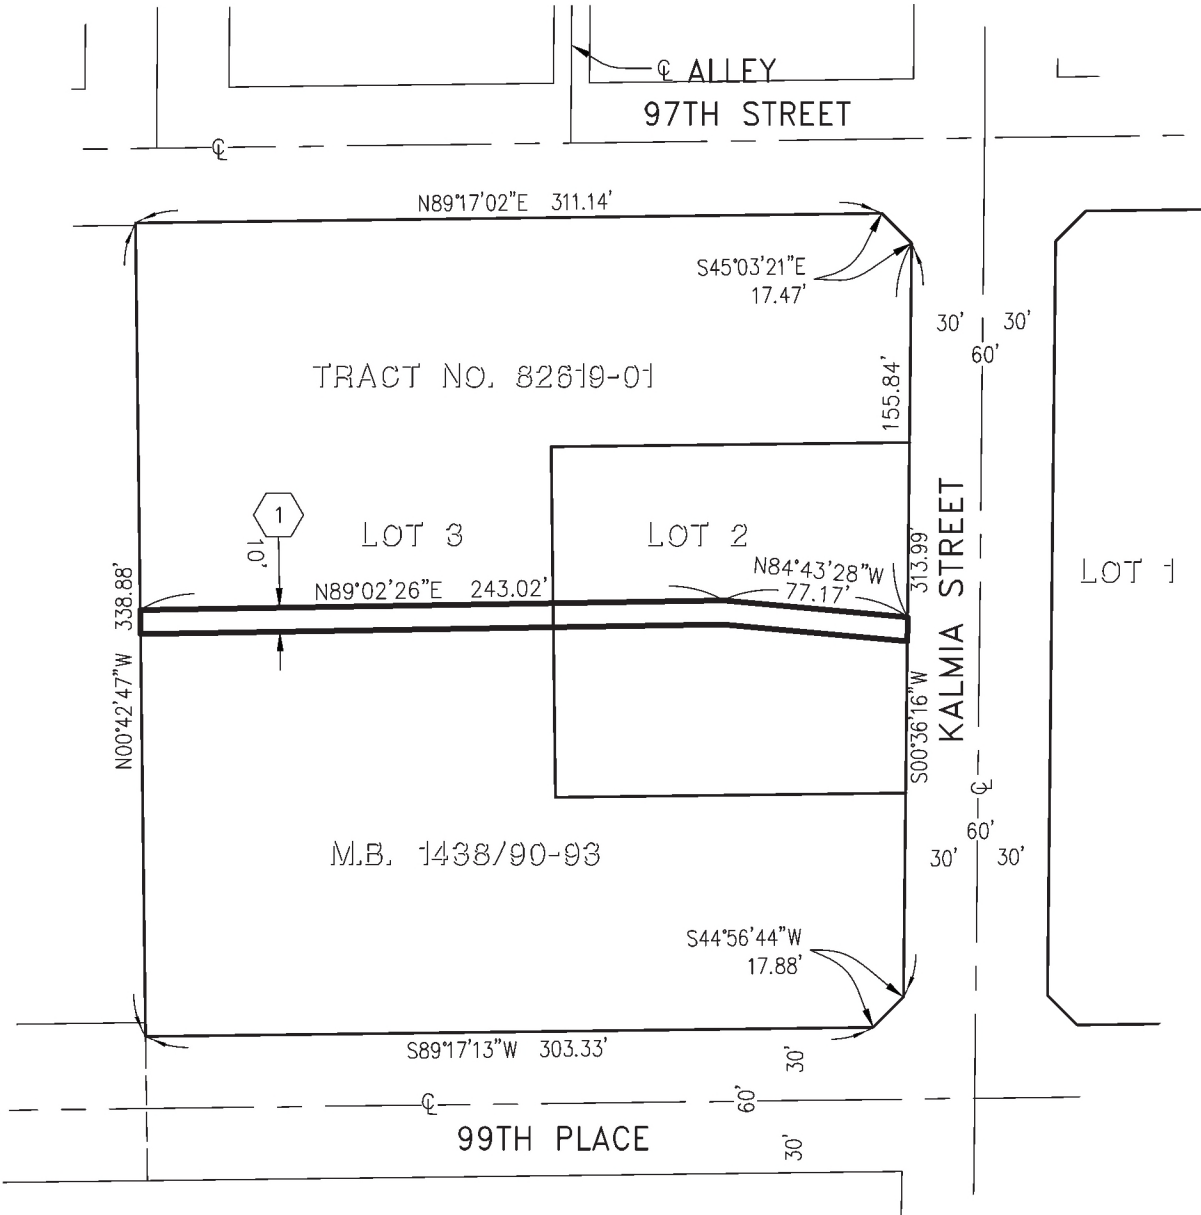 ℄ ALLEY
97TH STREET
℄
N89°17'02"E 311.14'
S45°03'21"E
17.47'
30' 30'
60'
TRACT NO. 82619-01
155.84'
1
10'
LOT 3
LOT 2
KALMIA STREET
LOT 1
N89°02'26"E 243.02'
N84°43'28"W
77.17'
313.99'
S00°36'16"W
338.88'
N00°42'47"W
℄
60'
30' 30'
M.B. 1438/90-93
S44°56'44"W
17.88'
S89°17'13"W 303.33'
30'
℄
60'
99TH PLACE
30'